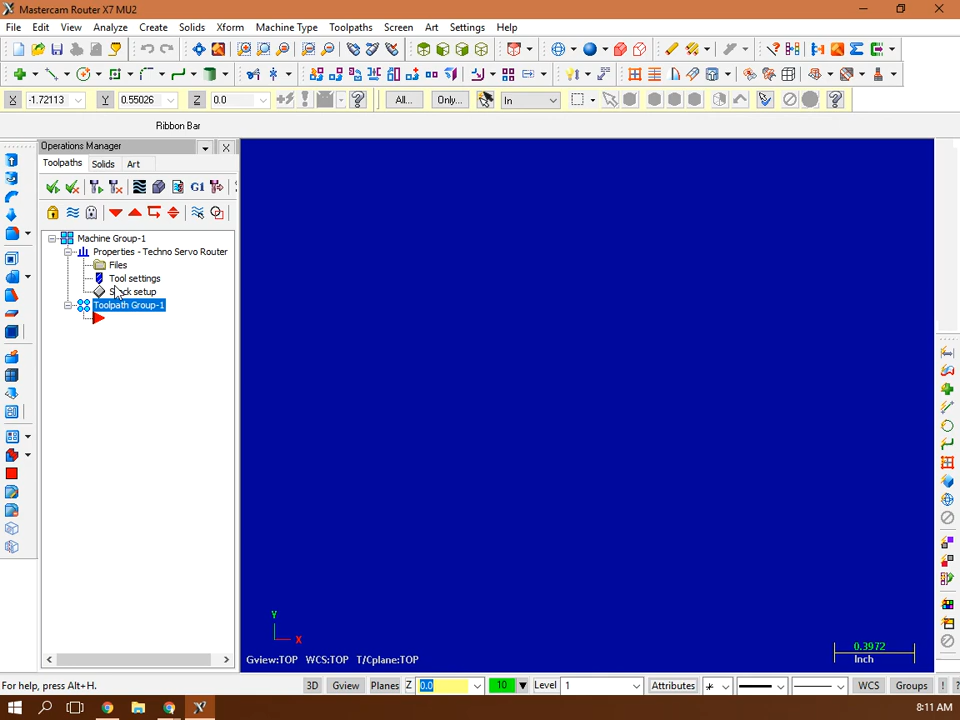 Mastercam Router X7 MU2
File Edit View Analyze Create Solids Xform Machine Type Toolpaths Screen Art Settings Help
X -1.72113 Y 0.55026 Z 0.0 All... Only... In
Ribbon Bar
Operations Manager
Toolpaths Solids Art
G1
Machine Group-1
Properties - Techno Servo Router
Files
Tool settings
Stock setup
Toolpath Group-1
Y
X
0.3972
Inch
Gview:TOP WCS:TOP T/Cplane:TOP
For help, press Alt+H. 3D Gview Planes Z 0.0 10 Level 1 Attributes WCS Groups ! ?
8:11 AM